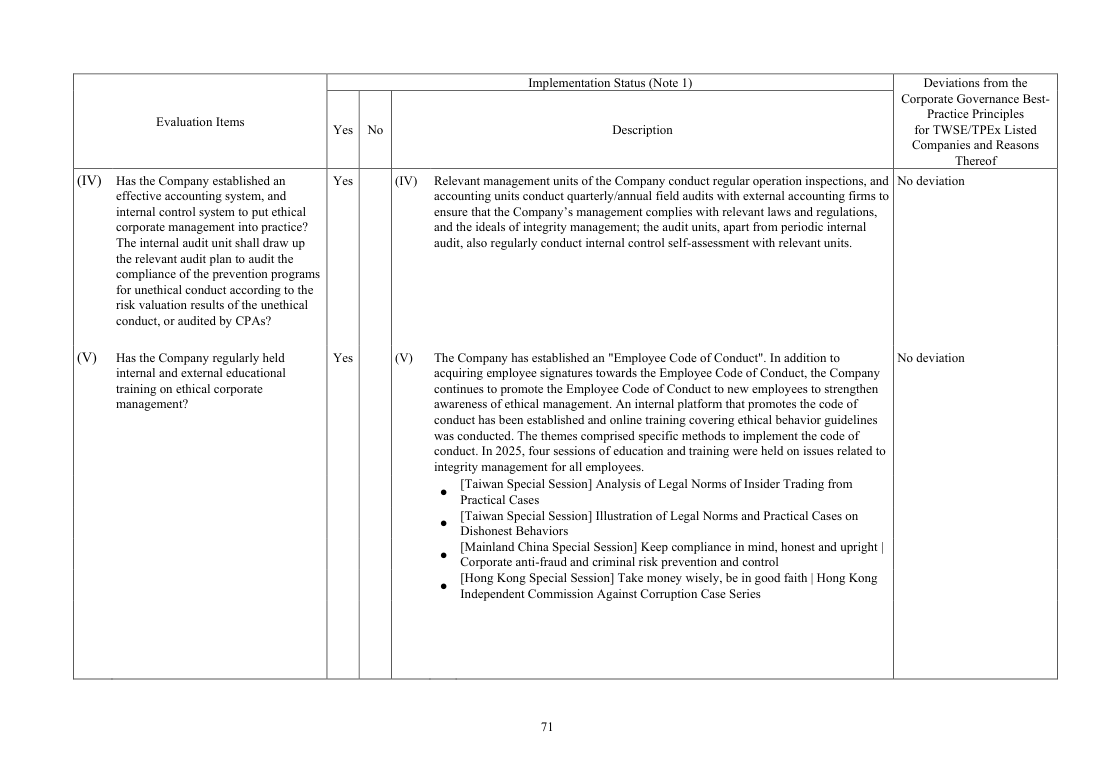 Evaluation Items
Implementation Status (Note 1)
Yes
No
Description
Deviations from the
Corporate Governance Best-
Practice Principles
for TWSE/TPEx Listed
Companies and Reasons
Thereof
(IV)
Has the Company established an
effective accounting system, and
internal control system to put ethical
corporate management into practice?
The internal audit unit shall draw up
the relevant audit plan to audit the
compliance of the prevention programs
for unethical conduct according to the
risk valuation results of the unethical
conduct, or audited by CPAs?
Yes
(IV)
Relevant management units of the Company conduct regular operation inspections, and
accounting units conduct quarterly/annual field audits with external accounting firms to
ensure that the Company’s management complies with relevant laws and regulations,
and the ideals of integrity management; the audit units, apart from periodic internal
audit, also regularly conduct internal control self-assessment with relevant units.
No deviation
(V)
Has the Company regularly held
internal and external educational
training on ethical corporate
management?
Yes
(V)
The Company has established an "Employee Code of Conduct". In addition to
acquiring employee signatures towards the Employee Code of Conduct, the Company
continues to promote the Employee Code of Conduct to new employees to strengthen
awareness of ethical management. An internal platform that promotes the code of
conduct has been established and online training covering ethical behavior guidelines
was conducted. The themes comprised specific methods to implement the code of
conduct. In 2025, four sessions of education and training were held on issues related to
integrity management for all employees.
● [Taiwan Special Session] Analysis of Legal Norms of Insider Trading from
Practical Cases
● [Taiwan Special Session] Illustration of Legal Norms and Practical Cases on
Dishonest Behaviors
● [Mainland China Special Session] Keep compliance in mind, honest and upright |
Corporate anti-fraud and criminal risk prevention and control
● [Hong Kong Special Session] Take money wisely, be in good faith | Hong Kong
Independent Commission Against Corruption Case Series
No deviation
71